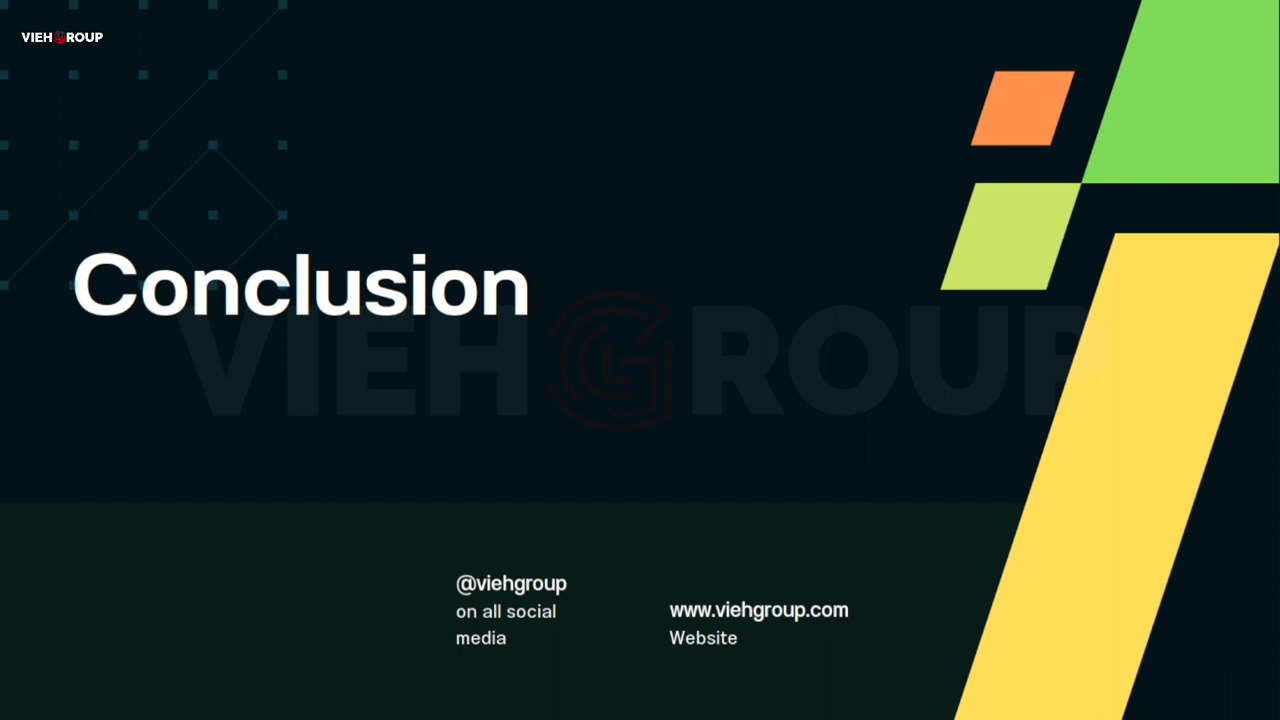 VIEHGROUP
Conclusion
VIEHGROUP
@viehgroup
on all social
media
www.viehgroup.com
Website